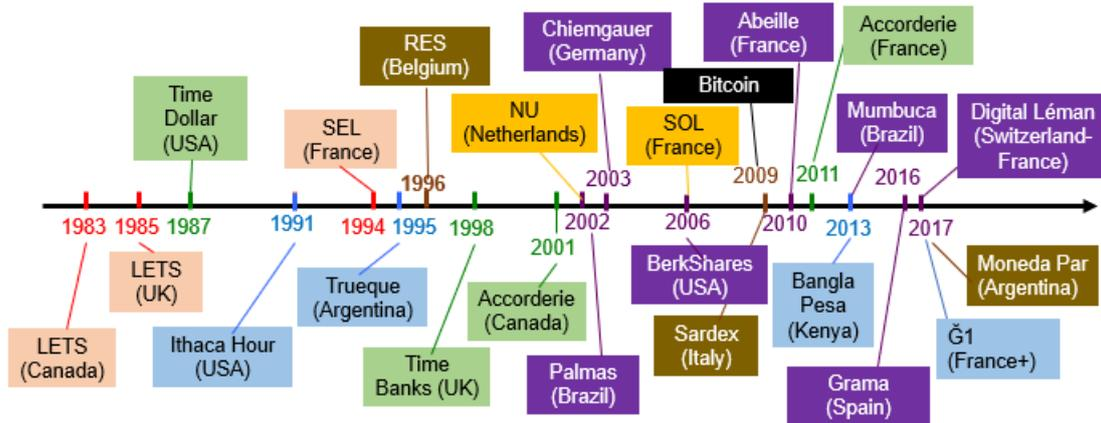 Time
Dollar
(USA)
SEL
(France)
RES
(Belgium)
NU
(Netherlands)
Chiemgauer
(Germany)
SOL
(France)
Bitcoin
Abeille
(France)
Accorderie
(France)
Mumbuca
(Brazil)
Digital Léman
(Switzerland-
France)
1983
1985
1987
1991
1994
1995
1996
1998
2001
2002
2003
2006
2009
2010
2011
2013
2016
2017
LETS
(Canada)
LETS
(UK)
Ithaca Hour
(USA)
Trueque
(Argentina)
Time
Banks (UK)
Accorderie
(Canada)
Palmas
(Brazil)
BerkShares
(USA)
Sardex
(Italy)
Bangla
Pesa
(Kenya)
Grama
(Spain)
Ğ1
(France+)
Moneda Par
(Argentina)